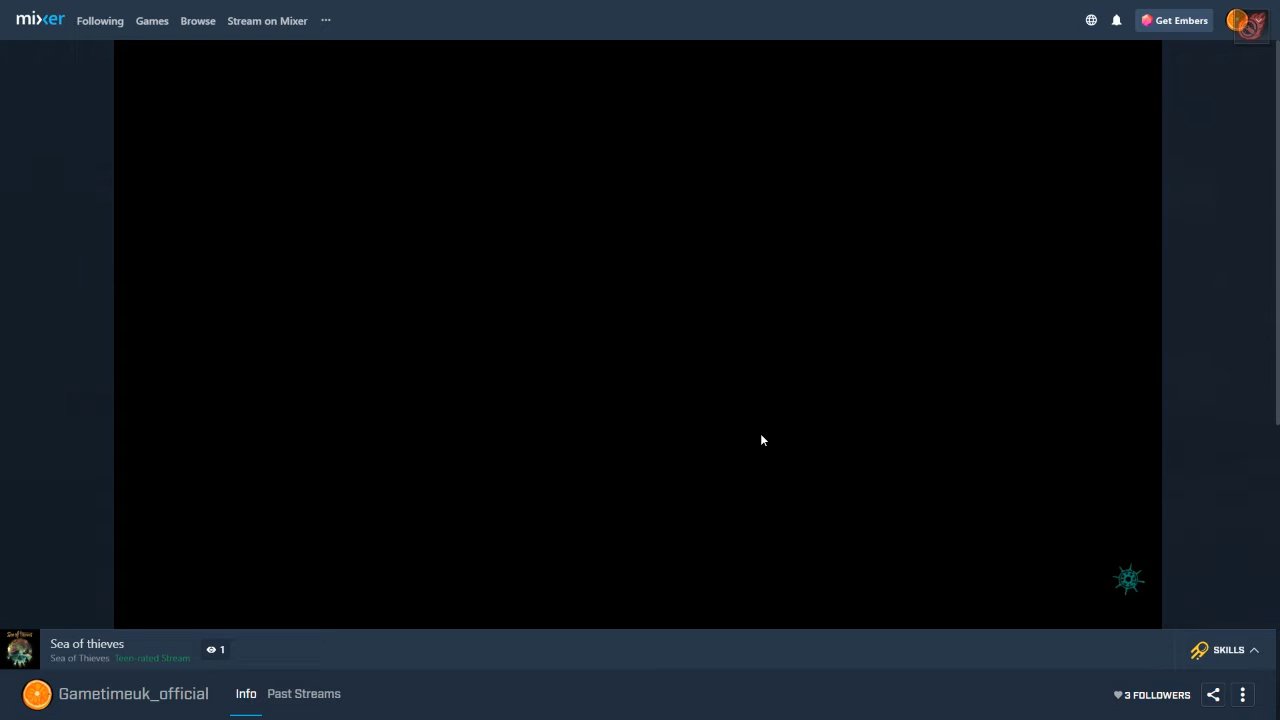 mixer Following Games Browse Stream on Mixer ··· Get Embers
Sea of thieves
Sea of Thieves Teen-rated Stream 1 SKILLS
Gametimeuk_official Info Past Streams 3 FOLLOWERS